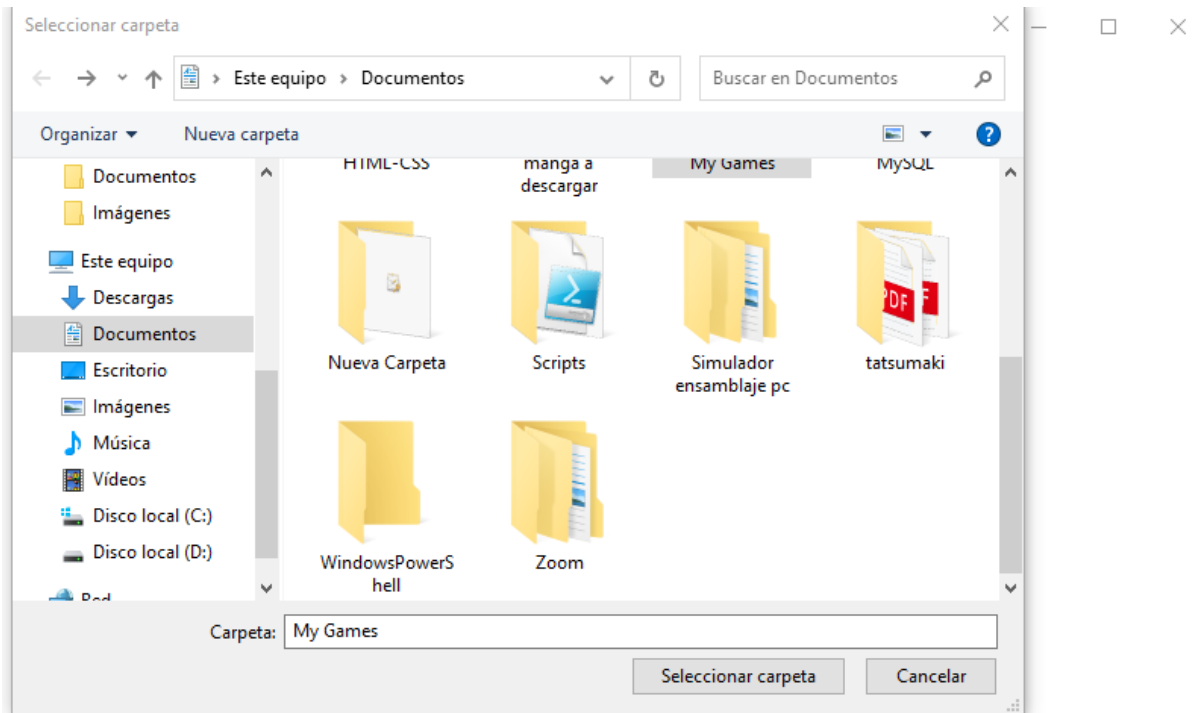 Seleccionar carpeta
Este equipo > Documentos
Buscar en Documentos
Organizar
Nueva carpeta
?
Documentos
Imágenes
Este equipo
Descargas
Documentos
Escritorio
Imágenes
Música
Vídeos
Disco local (C:)
Disco local (D:)
Red
HTML-CSS
manga a
descargar
My Games
MySQL
Nueva Carpeta
Scripts
Simulador
ensamblaje pc
PDF
tatsumaki
WindowsPowerS
hell
Zoom
Carpeta: My Games
Seleccionar carpeta
Cancelar